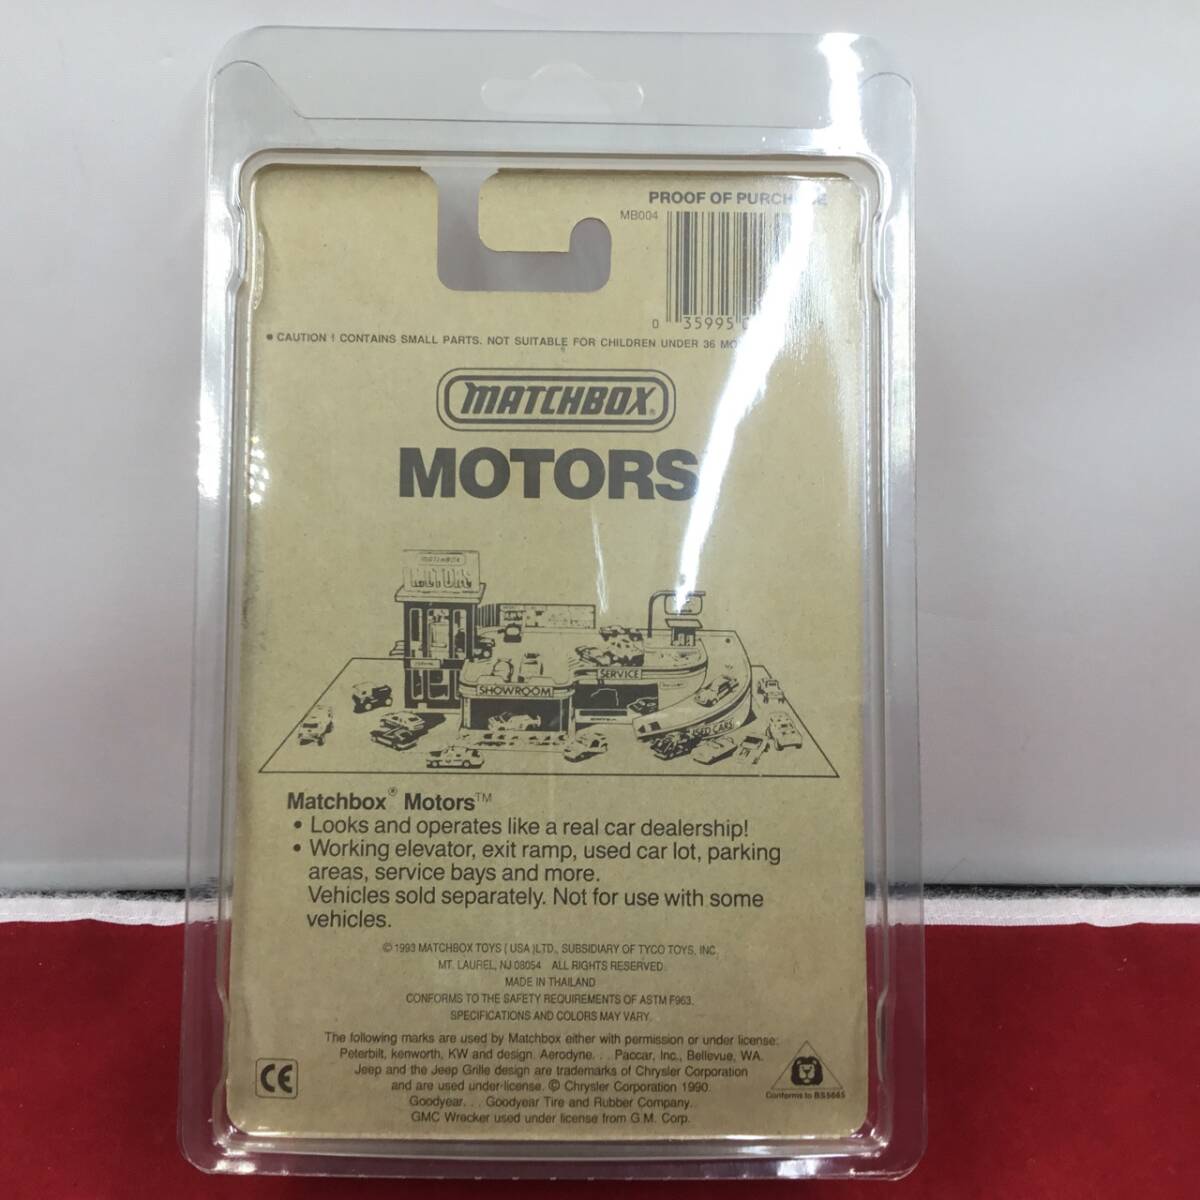 PROOF OF
MB004
0 35995
● CAUTION ! CONTAINS SMALL PARTS. NOT SUITABLE FOR CHILDREN UNDER 36
MATCHBOX®
MOTORS
MATCHBOX
MOTORS
SHOWROOM
SERVICE
USED CARS
Matchbox® Motors™
• Looks and operates like a real car dealership!
• Working elevator, exit ramp, used car lot, parking
areas, service bays and more.
Vehicles sold separately. Not for use with some
vehicles.
© 1993 MATCHBOX TOYS ( USA )LTD., SUBSIDIARY OF TYCO TOYS, INC.
MT. LAUREL, NJ 08054 ALL RIGHTS RESERVED.
MADE IN THAILAND
CONFORMS TO THE SAFETY REQUIREMENTS OF ASTM F963.
SPECIFICATIONS AND COLORS MAY VARY.
The following marks are used by Matchbox either with permission or under license:
Peterbilt, kenworth, KW and design. Aerodyne. . . Paccar, Inc., Bellevue, WA.
Jeep and the Jeep Grille design are trademarks of Chrysler Corporation
and are used under-license. © Chrysler Corporation 1990.
Goodyear. . . Goodyear Tire and Rubber Company.
GMC Wrecker used under license from G.M. Corp.
CE
Conforms to BS5665